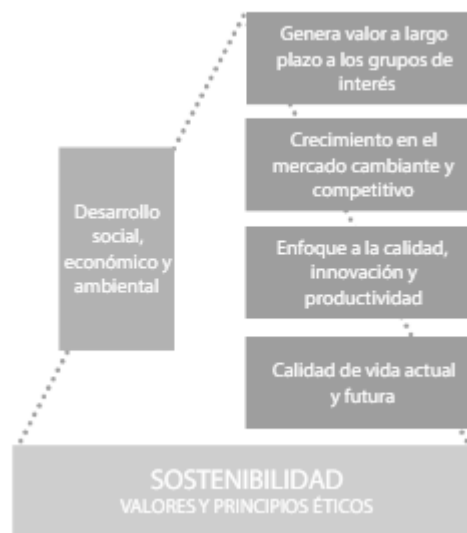 Genera valor a largo
plazo a los grupos de
interés
Crecimiento en el
mercado cambiante y
competitivo
Desarrollo
social,
económico y
ambiental
Enfoque a la calidad,
innovación y
productividad
Calidad de vida actual
y futura
SOSTENIBILIDAD
VALORES Y PRINCIPIOS ÉTICOS